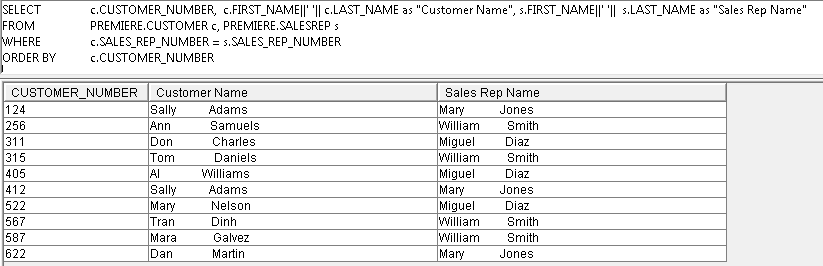 SELECT c.CUSTOMER_NUMBER, c.FIRST_NAME||' '|| c.LAST_NAME as "Customer Name", s.FIRST_NAME||' '|| s.LAST_NAME as "Sales Rep Name"
FROM PREMIERE.CUSTOMER c, PREMIERE.SALESREP s
WHERE c.SALES_REP_NUMBER = s.SALES_REP_NUMBER
ORDER BY c.CUSTOMER_NUMBER
CUSTOMER_NUMBER Customer Name Sales Rep Name
124 Sally Adams Mary Jones
256 Ann Samuels William Smith
311 Don Charles Miguel Diaz
315 Tom Daniels William Smith
405 Al Williams Miguel Diaz
412 Sally Adams Mary Jones
522 Mary Nelson Miguel Diaz
567 Tran Dinh William Smith
587 Mara Galvez William Smith
622 Dan Martin Mary Jones